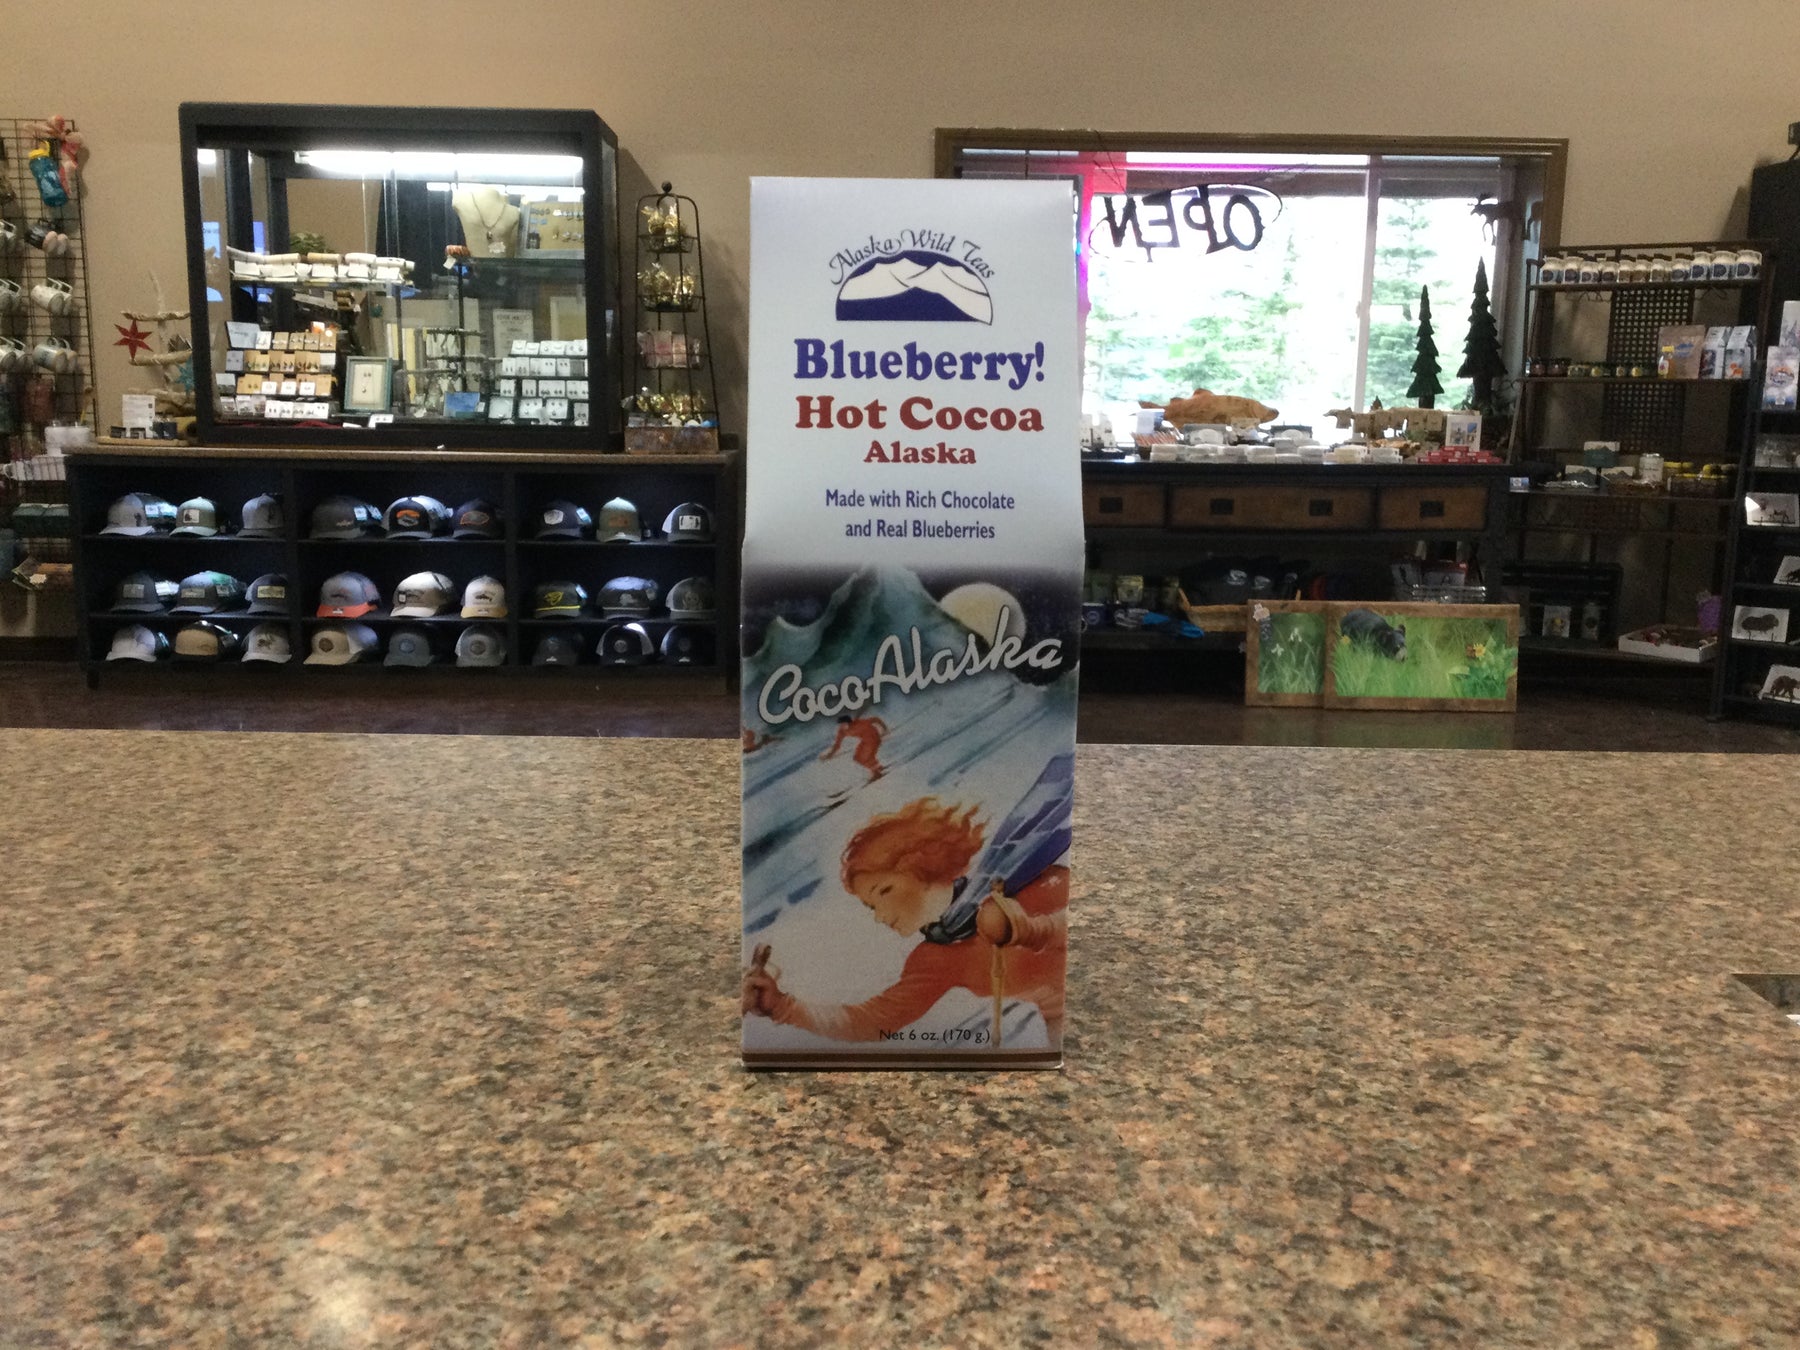 OPEN
Alaska Wild Teas
Blueberry!
Hot Cocoa
Alaska
Made with Rich Chocolate
and Real Blueberries
CocoAlaska
Net 6 oz. (170 g.)